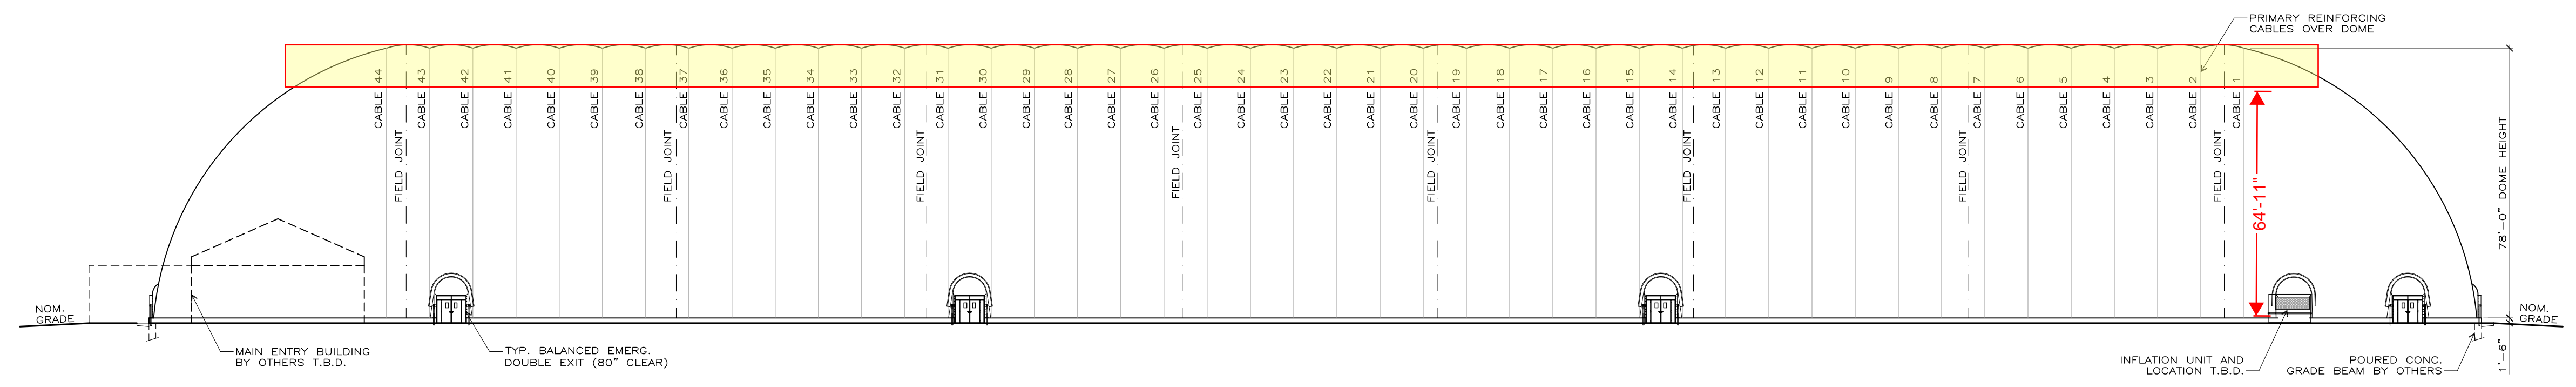 PRIMARY REINFORCING
CABLES OVER DOME
CABLE 44
FIELD JOINT
CABLE 43
CABLE 42
CABLE 41
CABLE 40
CABLE 39
CABLE 38
FIELD JOINT
CABLE 37
CABLE 36
CABLE 35
CABLE 34
CABLE 33
CABLE 32
FIELD JOINT
CABLE 31
CABLE 30
CABLE 29
CABLE 28
CABLE 27
CABLE 26
FIELD JOINT
CABLE 25
CABLE 24
CABLE 23
CABLE 22
CABLE 21
CABLE 20
FIELD JOINT
CABLE 19
CABLE 18
CABLE 17
CABLE 16
CABLE 15
CABLE 14
FIELD JOINT
CABLE 13
CABLE 12
CABLE 11
CABLE 10
CABLE 9
CABLE 8
FIELD JOINT
CABLE 7
CABLE 6
CABLE 5
CABLE 4
CABLE 3
CABLE 2
FIELD JOINT
CABLE 1
64'-11"
78'-0" DOME HEIGHT
1'-6"
NOM.
GRADE
NOM.
GRADE
MAIN ENTRY BUILDING
BY OTHERS T.B.D.
TYP. BALANCED EMERG.
DOUBLE EXIT (80" CLEAR)
INFLATION UNIT AND
LOCATION T.B.D.
POURED CONC.
GRADE BEAM BY OTHERS